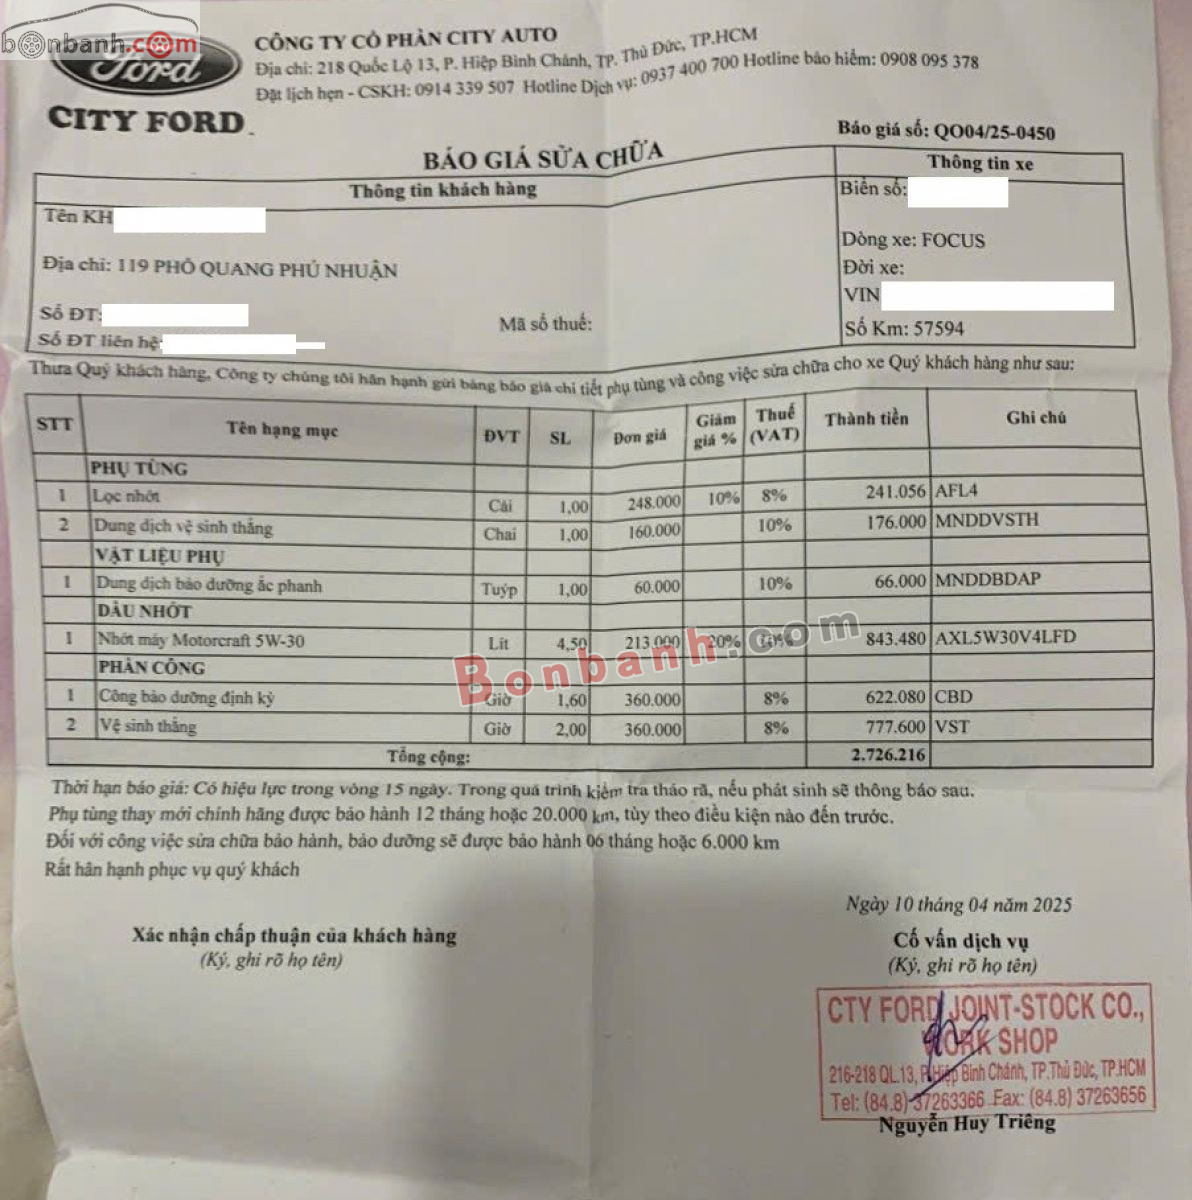 bonbanh.com
Ford
CITY FORD
CÔNG TY CỔ PHẦN CITY AUTO
Địa chỉ: 218 Quốc Lộ 13, P. Hiệp Bình Chánh, TP. Thủ Đức, TP.HCM
Đặt lịch hẹn - CSKH: 0914 339 507 Hotline Dịch vụ: 0937 400 700 Hotline bảo hiểm: 0908 095 378
Báo giá số: QO04/25-0450
BÁO GIÁ SỬA CHỮA
Thông tin khách hàng Thông tin xe
Tên KH Biển số:
Dòng xe: FOCUS
Địa chỉ: 119 PHỔ QUANG PHÚ NHUẬN Đời xe:
VIN
Số ĐT: Mã số thuế: Số Km: 57594
Số ĐT liên hệ:
Thưa Quý khách hàng, Công ty chúng tôi hân hạnh gửi bảng báo giá chi tiết phụ tùng và công việc sửa chữa cho xe Quý khách hàng như sau:
STT Tên hạng mục ĐVT SL Đơn giá Giảm giá % Thuế (VAT) Thành tiền Ghi chú
PHỤ TÙNG
1 Lọc nhớt Cái 1,00 248.000 10% 8% 241.056 AFL4
2 Dung dịch vệ sinh thắng Chai 1,00 160.000 10% 176.000 MNDDVSTH
VẬT LIỆU PHỤ
1 Dung dịch bảo dưỡng ắc phanh Tuýp 1,00 60.000 10% 66.000 MNDDBDAP
DẦU NHỚT
1 Nhớt máy Motorcraft 5W-30 Lít 4,50 213.000 20% 10% 843.480 AXL5W30V4LFD
Bonbanh.com
PHẦN CÔNG
1 Công bảo dưỡng định kỳ Giờ 1,60 360.000 8% 622.080 CBD
2 Vệ sinh thắng Giờ 2,00 360.000 8% 777.600 VST
Tổng cộng: 2.726.216
Thời hạn báo giá: Có hiệu lực trong vòng 15 ngày. Trong quá trình kiểm tra tháo rã, nếu phát sinh sẽ thông báo sau.
Phụ tùng thay mới chính hãng được bảo hành 12 tháng hoặc 20.000 km, tùy theo điều kiện nào đến trước.
Đối với công việc sửa chữa bảo hành, bảo dưỡng sẽ được bảo hành 06 tháng hoặc 6.000 km
Rất hân hạnh phục vụ quý khách
Ngày 10 tháng 04 năm 2025
Xác nhận chấp thuận của khách hàng Cố vấn dịch vụ
(Ký, ghi rõ họ tên) (Ký, ghi rõ họ tên)
CTY FORD JOINT-STOCK CO.,
WORK SHOP
216-218 QL.13, P.Hiệp Bình Chánh, TP.Thủ Đức, TP.HCM
Tel: (84.8) 37263366 Fax: (84.8) 37263656
Nguyễn Huy Triêng